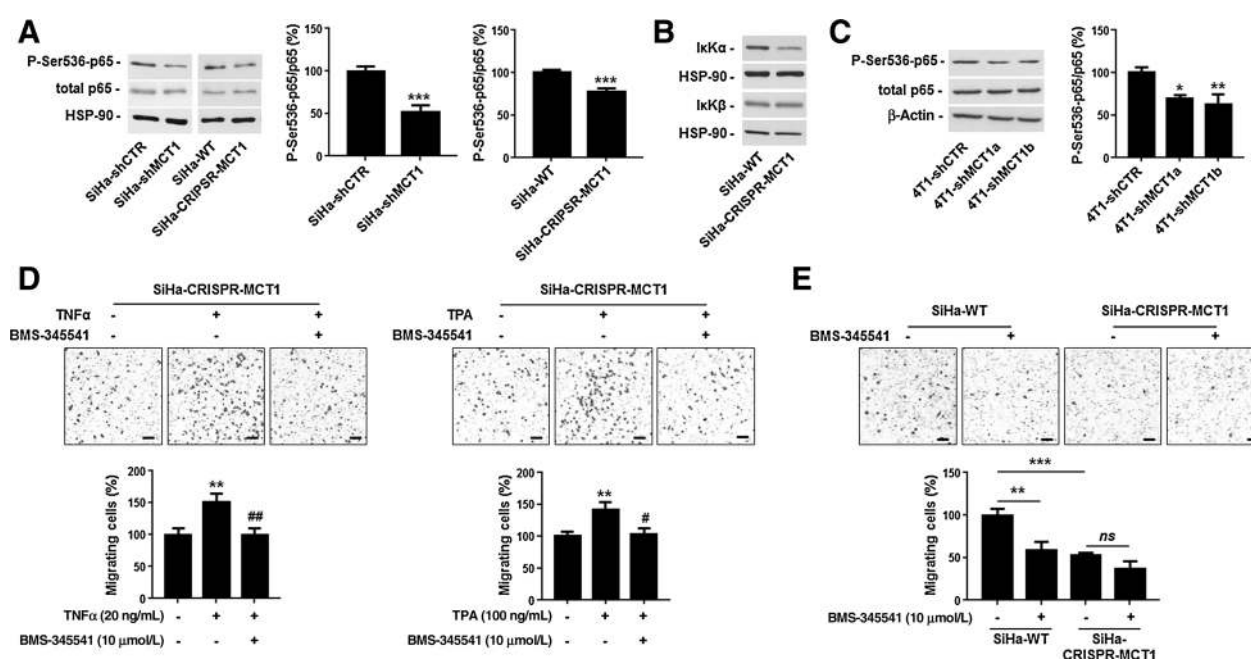 A
P-Ser536-p65 -
total p65 -
HSP-90 -
SiHa-shCTR
SiHa-shMCT1
SiHa-WT
SiHa-CRIPSR-MCT1
P-Ser536-p65/p65 (%)
150
100
50
0
***
SiHa-shCTR
SiHa-shMCT1
P-Ser536-p65/p65 (%)
150
100
50
0
***
SiHa-WT
SiHa-CRIPSR-MCT1
B
IκKα -
HSP-90 -
IκKβ -
HSP-90 -
SiHa-WT
SiHa-CRISPR-MCT1
C
P-Ser536-p65 -
total p65 -
β-Actin -
4T1-shCTR
4T1-shMCT1a
4T1-shMCT1b
P-Ser536-p65/p65 (%)
150
100
50
0
*
**
4T1-shCTR
4T1-shMCT1a
4T1-shMCT1b
D
SiHa-CRISPR-MCT1
TNFα - + +
BMS-345541 - - +
Migrating cells (%)
200
150
100
50
0
**
##
TNFα (20 ng/mL) - + +
BMS-345541 (10 μmol/L) - - +
SiHa-CRISPR-MCT1
TPA - + +
BMS-345541 - - +
Migrating cells (%)
200
150
100
50
0
**
#
TPA (100 ng/mL) - + +
BMS-345541 (10 μmol/L) - - +
E
SiHa-WT SiHa-CRISPR-MCT1
BMS-345541 - + - +
Migrating cells (%)
150
100
50
0
***
**
ns
BMS-345541 (10 μmol/L) - + - +
SiHa-WT SiHa-
CRISPR-MCT1